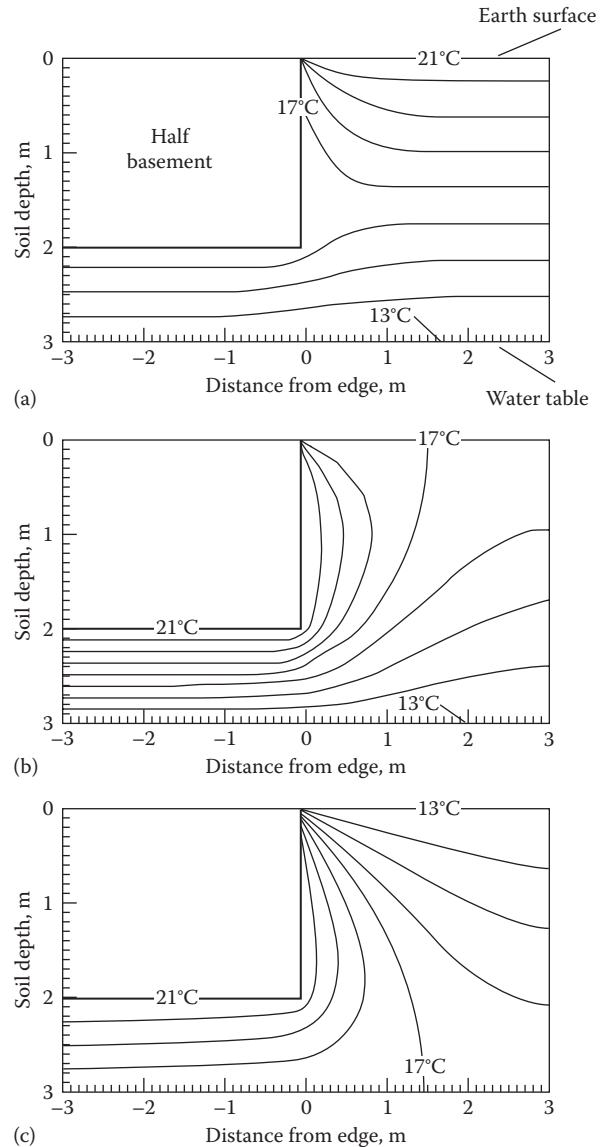 Earth surface
0
21°C
17°C
Half
basement
1
Soil depth, m
2
13°C
3
−3 −2 −1 0 1 2 3
(a)
Distance from edge, m
Water table
0
17°C
1
Soil depth, m
2
21°C
13°C
3
−3 −2 −1 0 1 2 3
(b)
Distance from edge, m
0
13°C
1
Soil depth, m
2
21°C
17°C
3
−3 −2 −1 0 1 2 3
(c)
Distance from edge, m